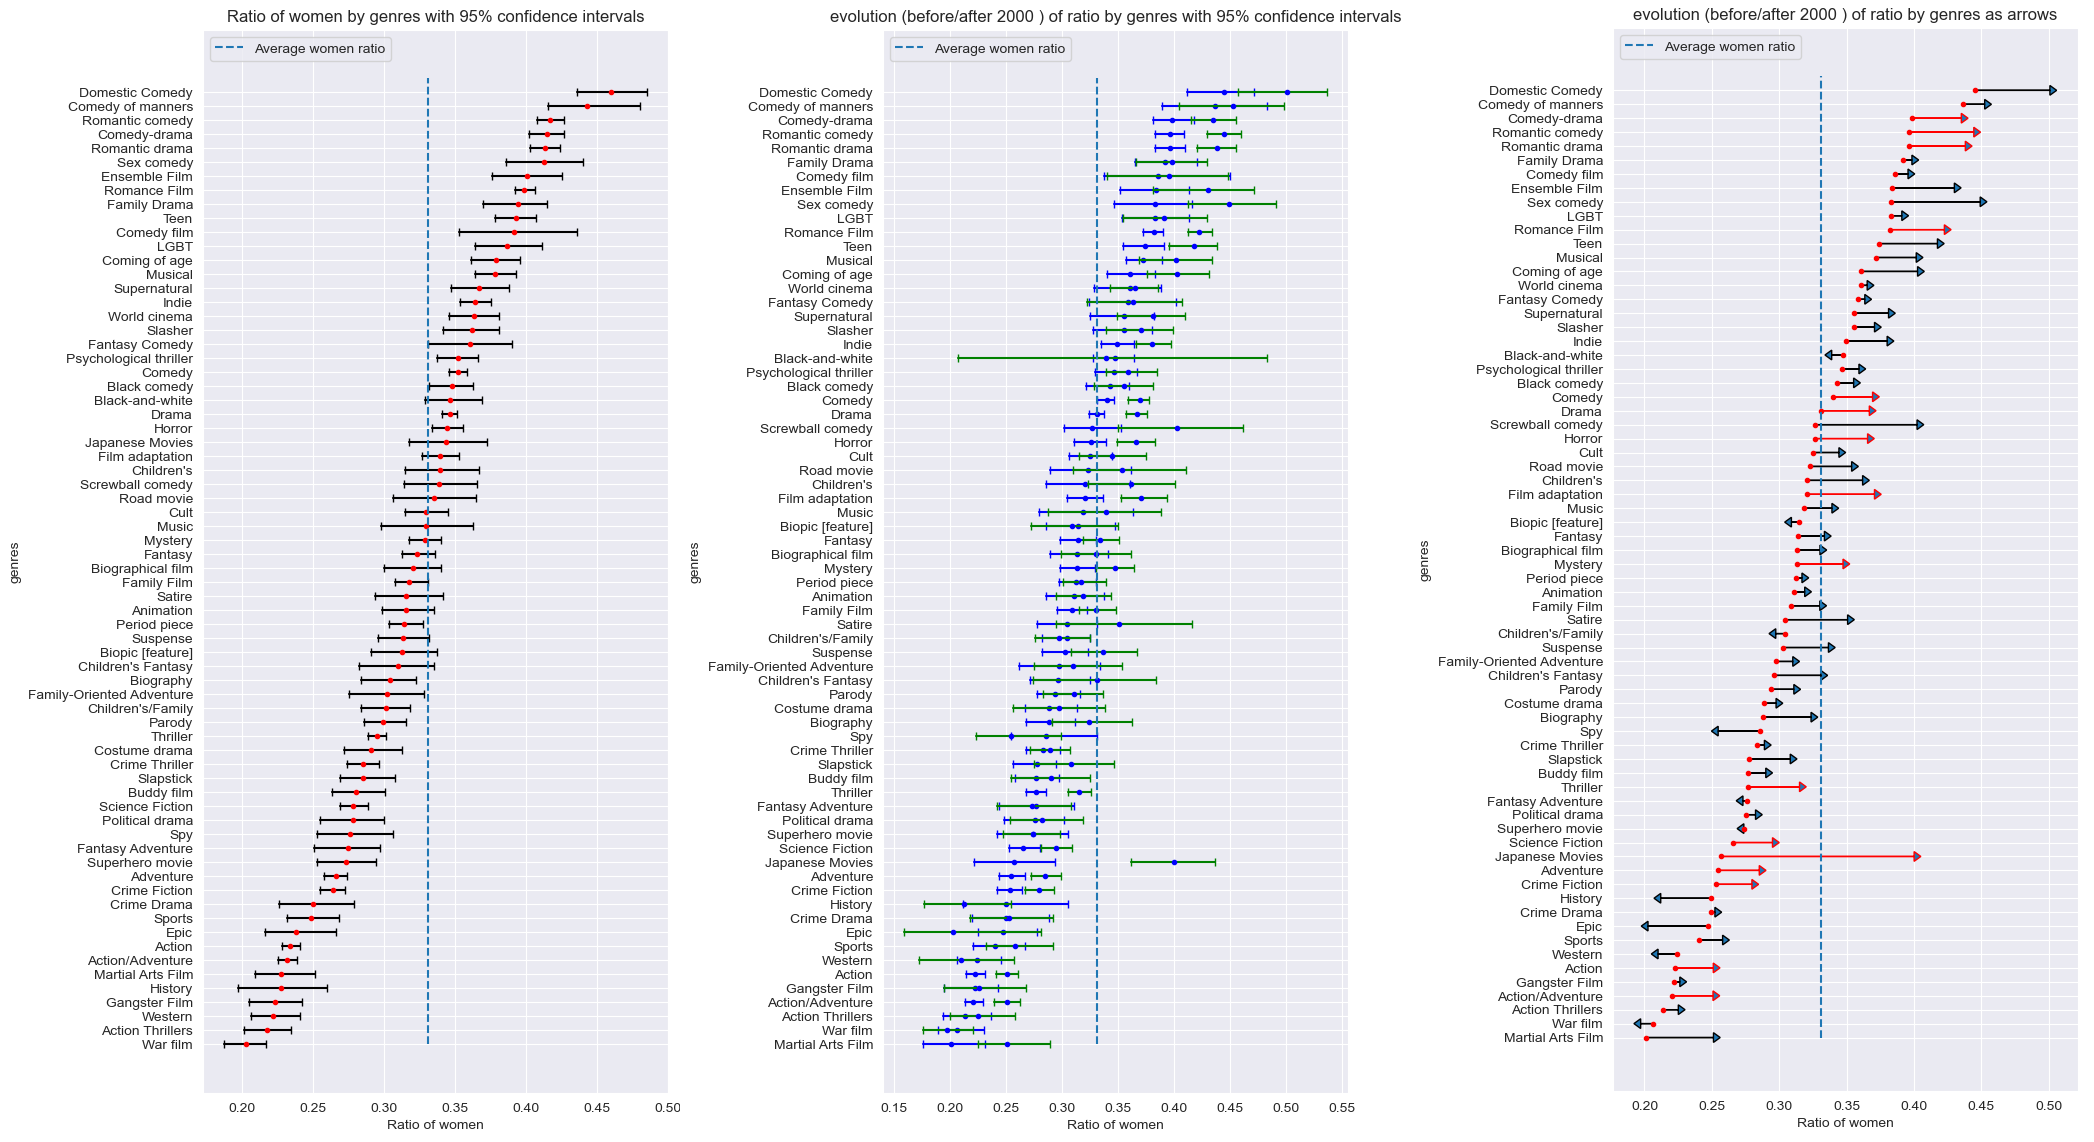 Ratio of women by genres with 95% confidence intervals
Average women ratio
genres
Domestic Comedy
Comedy of manners
Romantic comedy
Comedy-drama
Romantic drama
Sex comedy
Ensemble Film
Romance Film
Family Drama
Teen
Comedy film
LGBT
Coming of age
Musical
Supernatural
Indie
World cinema
Slasher
Fantasy Comedy
Psychological thriller
Comedy
Black comedy
Black-and-white
Drama
Horror
Japanese Movies
Film adaptation
Children's
Screwball comedy
Road movie
Cult
Music
Mystery
Fantasy
Biographical film
Family Film
Satire
Animation
Period piece
Suspense
Biopic [feature]
Children's Fantasy
Biography
Family-Oriented Adventure
Children's/Family
Parody
Thriller
Costume drama
Crime Thriller
Slapstick
Buddy film
Science Fiction
Political drama
Spy
Fantasy Adventure
Superhero movie
Adventure
Crime Fiction
Crime Drama
Sports
Epic
Action
Action/Adventure
Martial Arts Film
History
Gangster Film
Western
Action Thrillers
War film
0.20 0.25 0.30 0.35 0.40 0.45 0.50
Ratio of women
evolution (before/after 2000 ) of ratio by genres with 95% confidence intervals
Average women ratio
genres
Domestic Comedy
Comedy of manners
Comedy-drama
Romantic comedy
Romantic drama
Family Drama
Comedy film
Ensemble Film
Sex comedy
LGBT
Romance Film
Teen
Musical
Coming of age
World cinema
Fantasy Comedy
Supernatural
Slasher
Indie
Black-and-white
Psychological thriller
Black comedy
Comedy
Drama
Screwball comedy
Horror
Cult
Road movie
Children's
Film adaptation
Music
Biopic [feature]
Fantasy
Biographical film
Mystery
Period piece
Animation
Family Film
Satire
Children's/Family
Suspense
Family-Oriented Adventure
Children's Fantasy
Parody
Costume drama
Biography
Spy
Crime Thriller
Slapstick
Buddy film
Thriller
Fantasy Adventure
Political drama
Superhero movie
Science Fiction
Japanese Movies
Adventure
Crime Fiction
History
Crime Drama
Epic
Sports
Western
Action
Gangster Film
Action/Adventure
Action Thrillers
War film
Martial Arts Film
0.15 0.20 0.25 0.30 0.35 0.40 0.45 0.50 0.55
Ratio of women
evolution (before/after 2000 ) of ratio by genres as arrows
Average women ratio
genres
Domestic Comedy
Comedy of manners
Comedy-drama
Romantic comedy
Romantic drama
Family Drama
Comedy film
Ensemble Film
Sex comedy
LGBT
Romance Film
Teen
Musical
Coming of age
World cinema
Fantasy Comedy
Supernatural
Slasher
Indie
Black-and-white
Psychological thriller
Black comedy
Comedy
Drama
Screwball comedy
Horror
Cult
Road movie
Children's
Film adaptation
Music
Biopic [feature]
Fantasy
Biographical film
Mystery
Period piece
Animation
Family Film
Satire
Children's/Family
Suspense
Family-Oriented Adventure
Children's Fantasy
Parody
Costume drama
Biography
Spy
Crime Thriller
Slapstick
Buddy film
Thriller
Fantasy Adventure
Political drama
Superhero movie
Science Fiction
Japanese Movies
Adventure
Crime Fiction
History
Crime Drama
Epic
Sports
Western
Action
Gangster Film
Action/Adventure
Action Thrillers
War film
Martial Arts Film
0.20 0.25 0.30 0.35 0.40 0.45 0.50
Ratio of women